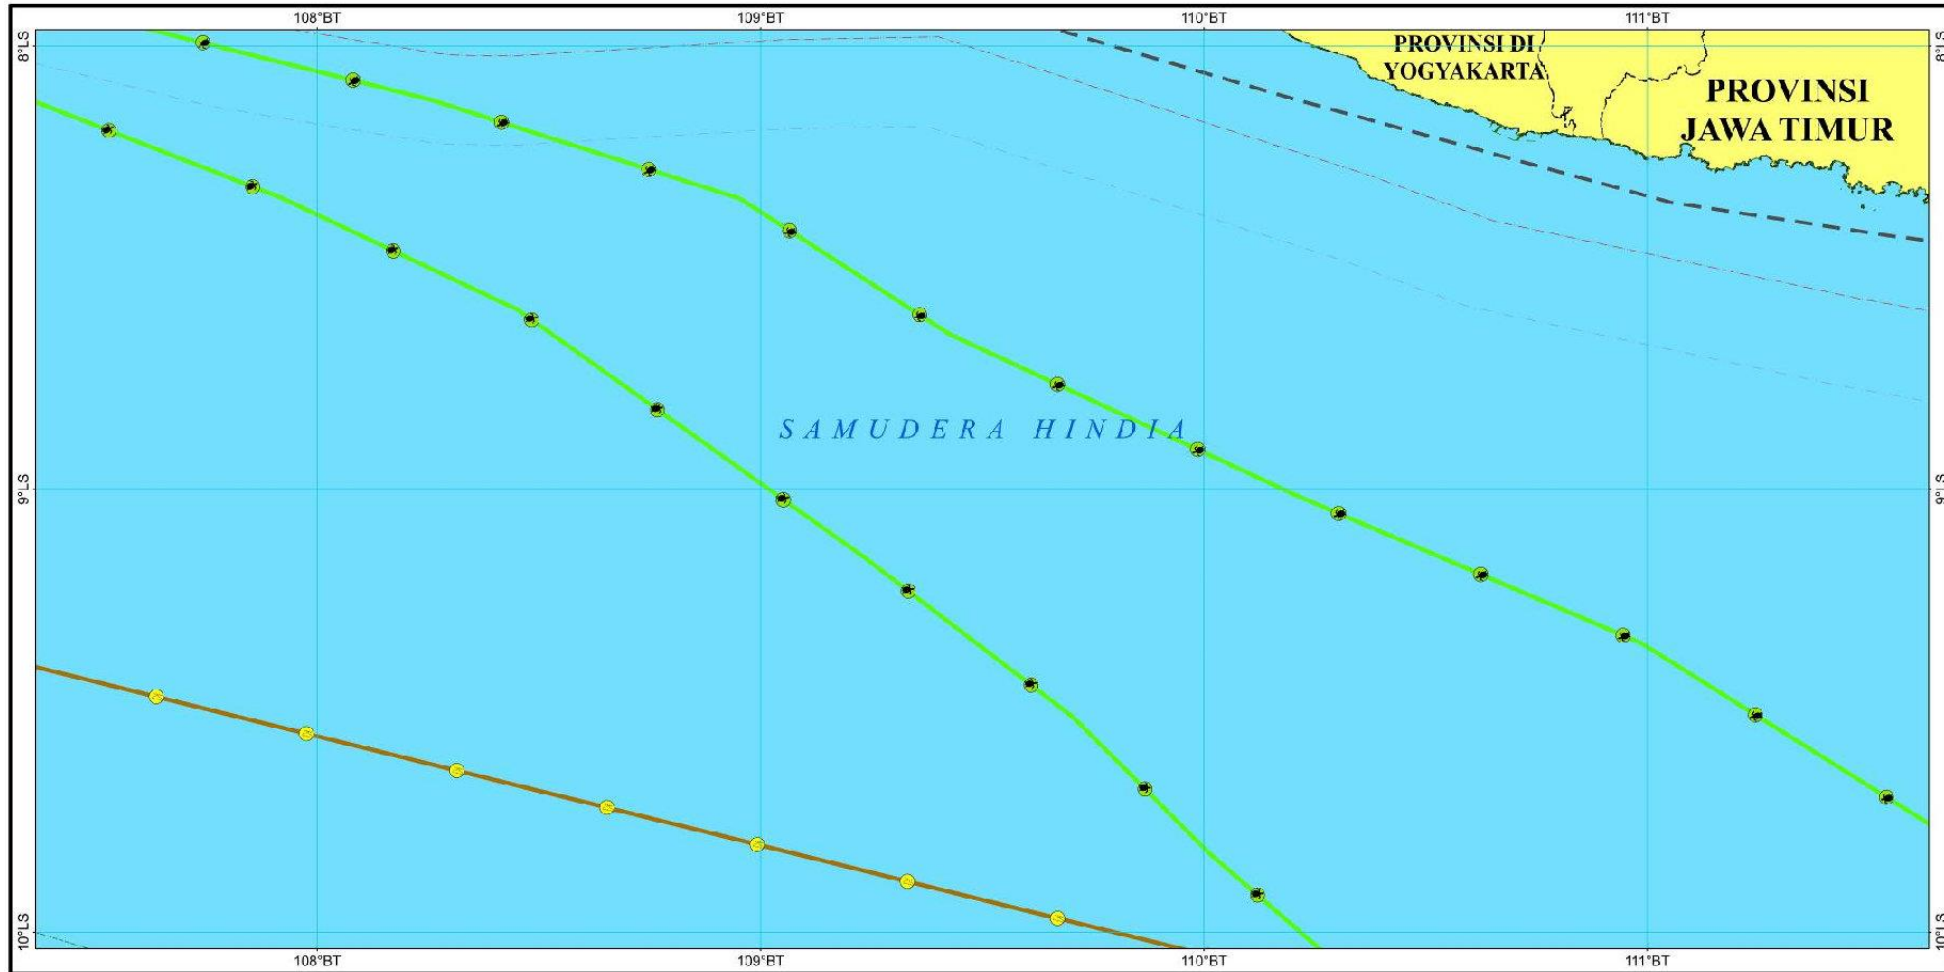 108°BT
109°BT
110°BT
111°BT
8°LS
8°LS
PROVINSI DI
YOGYAKARTA
PROVINSI
JAWA TIMUR
SAMUDERA HINDIA
9°LS
9°LS
10°LS
10°LS
108°BT
109°BT
110°BT
111°BT